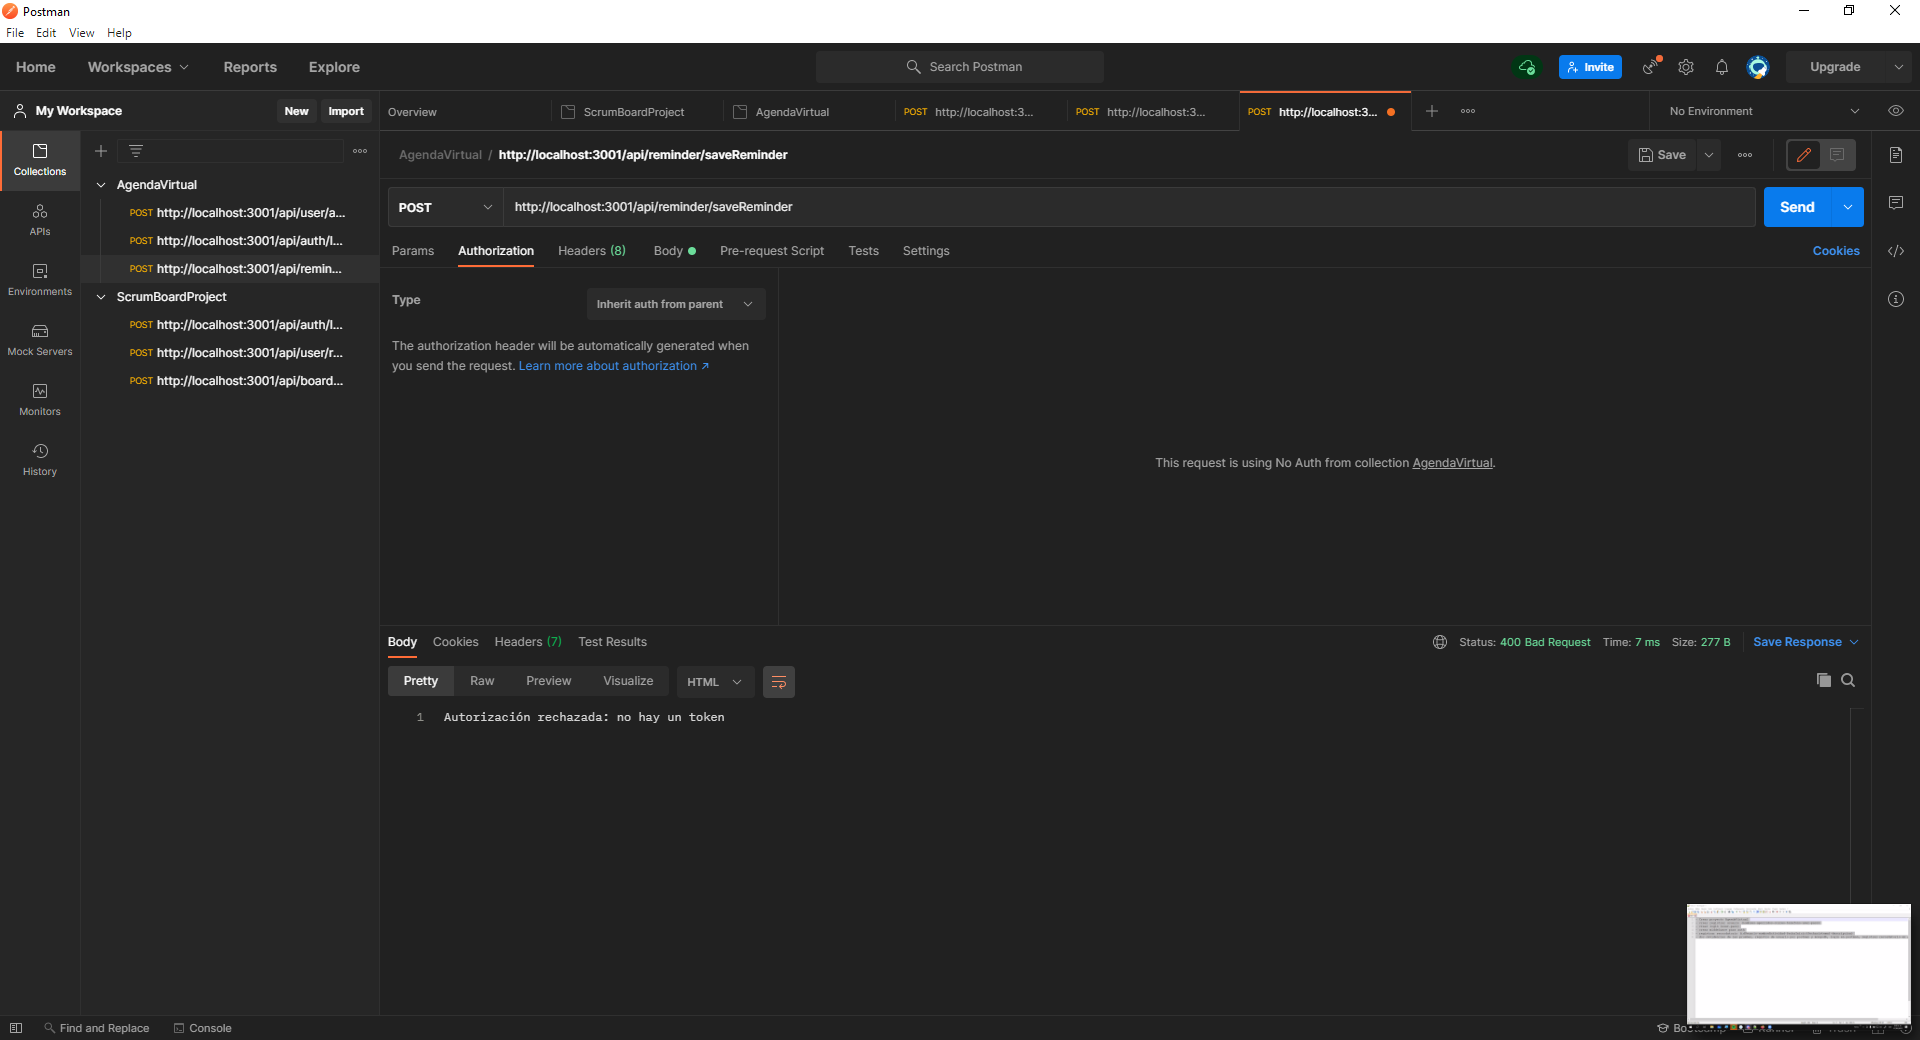 Postman
File Edit View Help
Home Workspaces Reports Explore Search Postman Invite Upgrade
My Workspace New Import Overview ScrumBoardProject AgendaVirtual POST http://localhost:3... POST http://localhost:3... POST http://localhost:3... No Environment
AgendaVirtual / http://localhost:3001/api/reminder/saveReminder Save
Collections
APIs
Environments
Mock Servers
Monitors
History
AgendaVirtual
POST http://localhost:3001/api/user/a...
POST http://localhost:3001/api/auth/l...
POST http://localhost:3001/api/remin...
ScrumBoardProject
POST http://localhost:3001/api/auth/l...
POST http://localhost:3001/api/user/r...
POST http://localhost:3001/api/board...
POST http://localhost:3001/api/reminder/saveReminder Send
Params Authorization Headers (8) Body Pre-request Script Tests Settings Cookies
Type Inherit auth from parent
The authorization header will be automatically generated when
you send the request. Learn more about authorization ↗
This request is using No Auth from collection AgendaVirtual.
Body Cookies Headers (7) Test Results Status: 400 Bad Request Time: 7 ms Size: 277 B Save Response
Pretty Raw Preview Visualize HTML
1 Autorización rechazada: no hay un token
Find and Replace Console